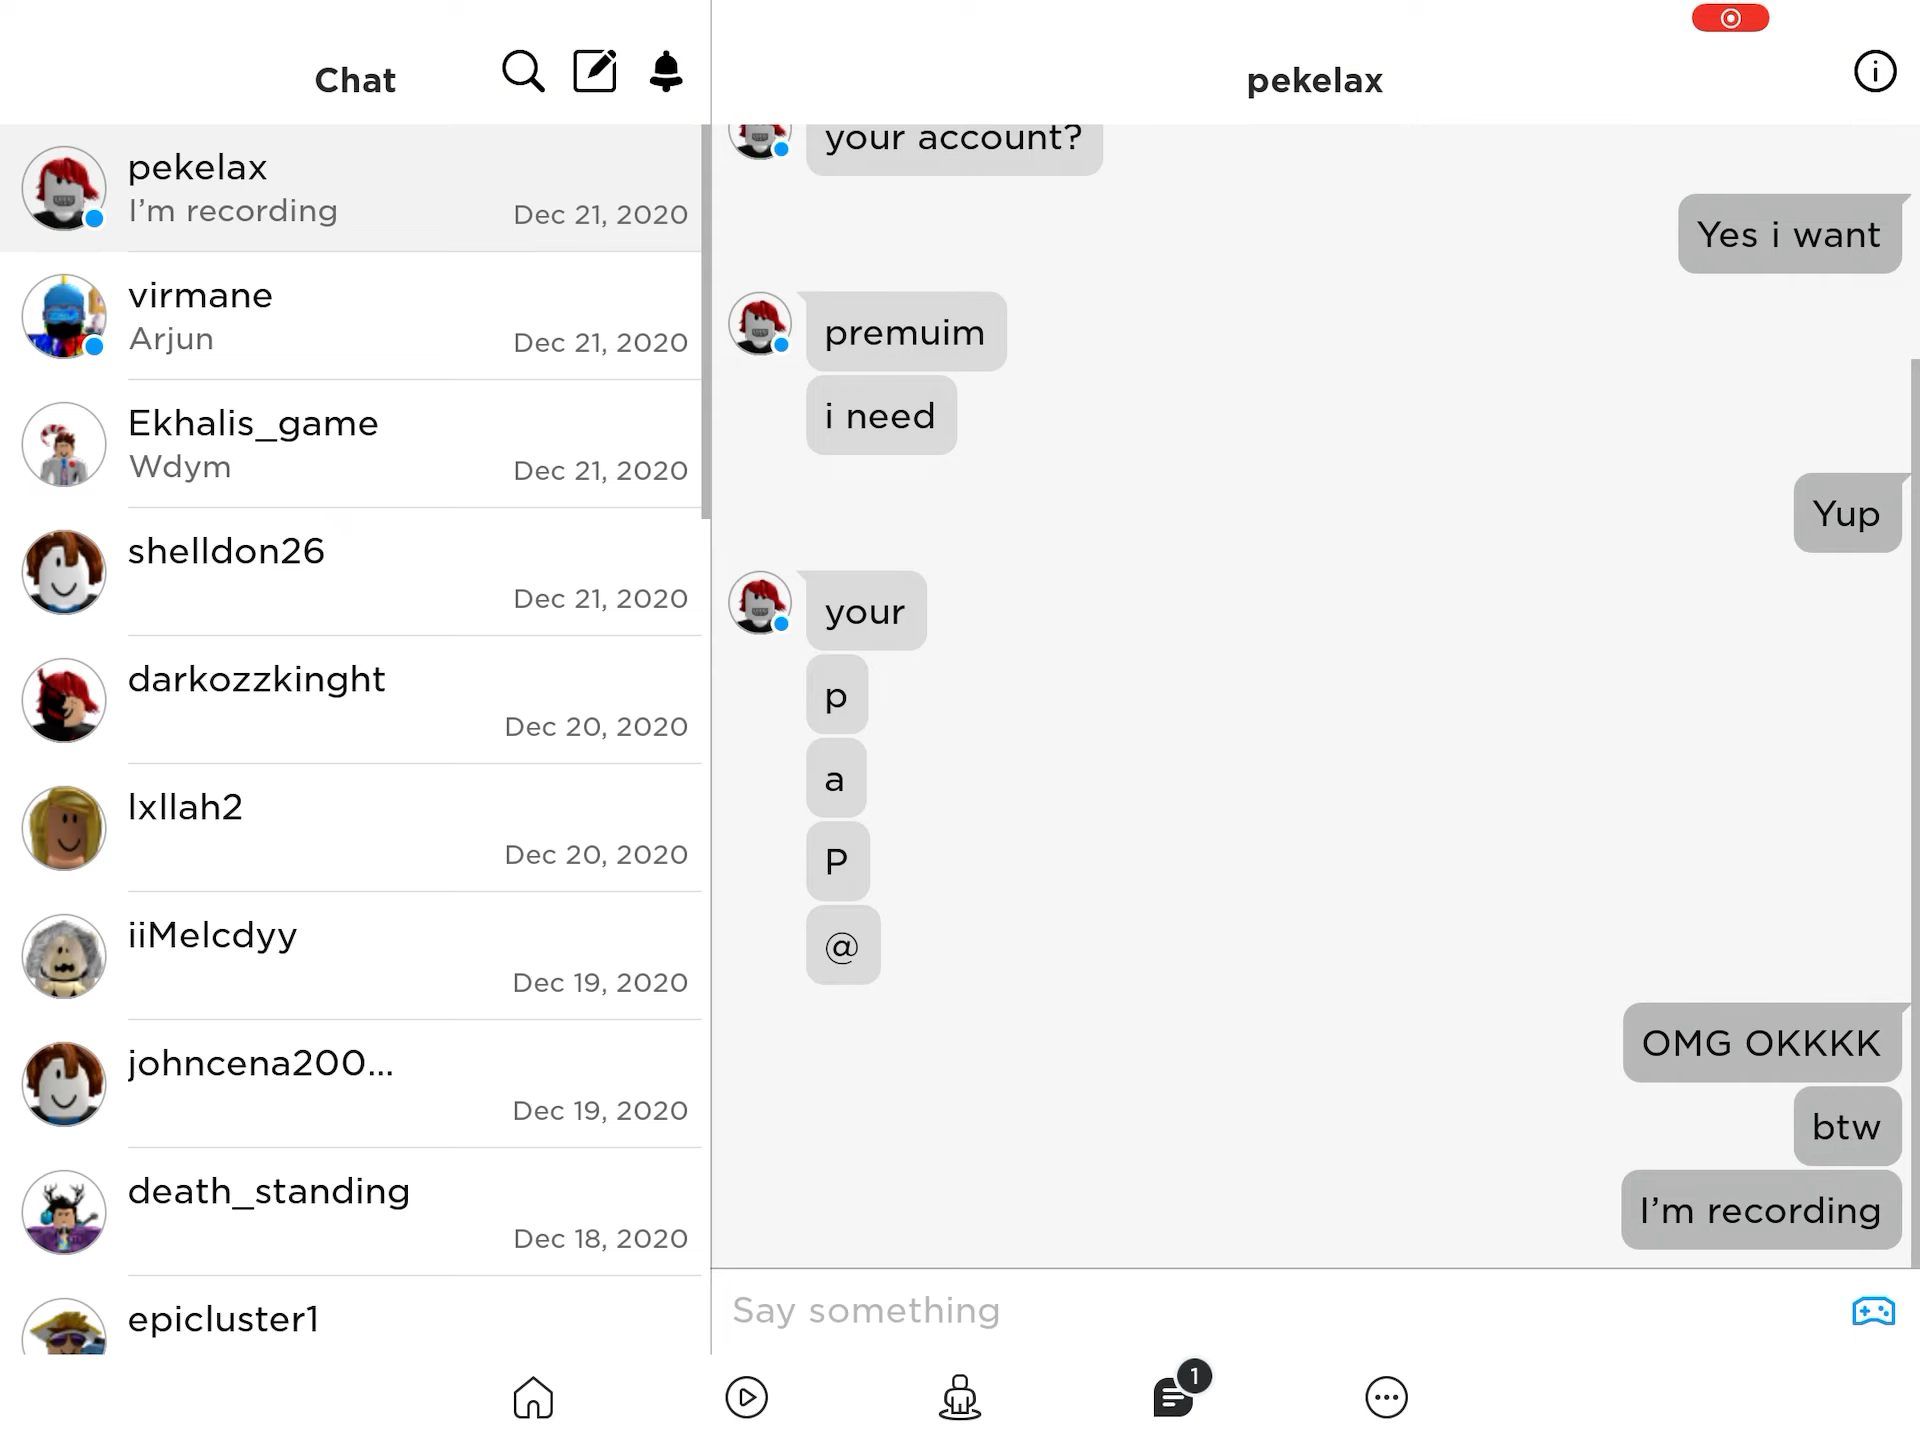 Chat
pekelax
I'm recording
Dec 21, 2020
virmane
Arjun
Dec 21, 2020
Ekhalis_game
Wdym
Dec 21, 2020
shelldon26
Dec 21, 2020
darkozzkinght
Dec 20, 2020
lxllah2
Dec 20, 2020
iiMelcdyy
Dec 19, 2020
johncena200...
Dec 19, 2020
death_standing
Dec 18, 2020
epicluster1
pekelax
your account?
Yes i want
premuim
i need
Yup
your
p
a
P
@
OMG OKKKK
btw
I'm recording
Say something
1